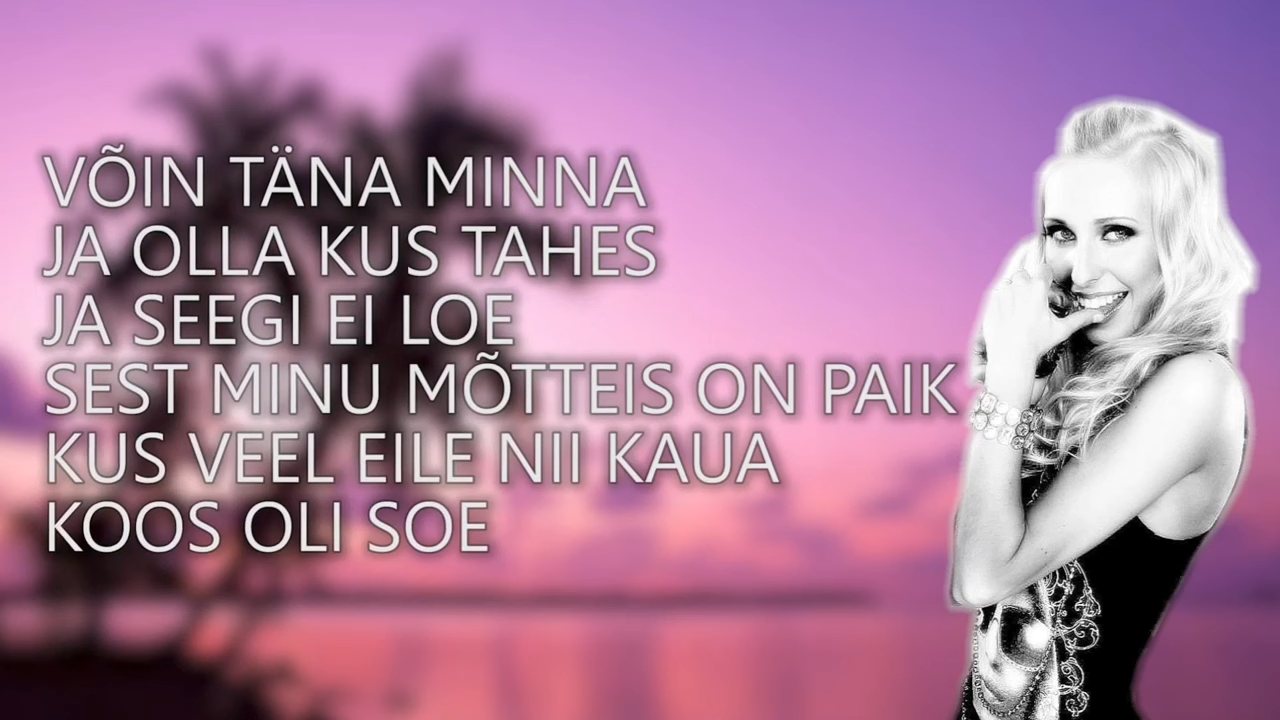 VÕIN TÄNA MINNA
JA OLLA KUS TAHES
JA SEEGI EI LOE
SEST MINU MÕTTEIS ON PAIK
KUS VEEL EILE NII KAUA
KOOS OLI SOE